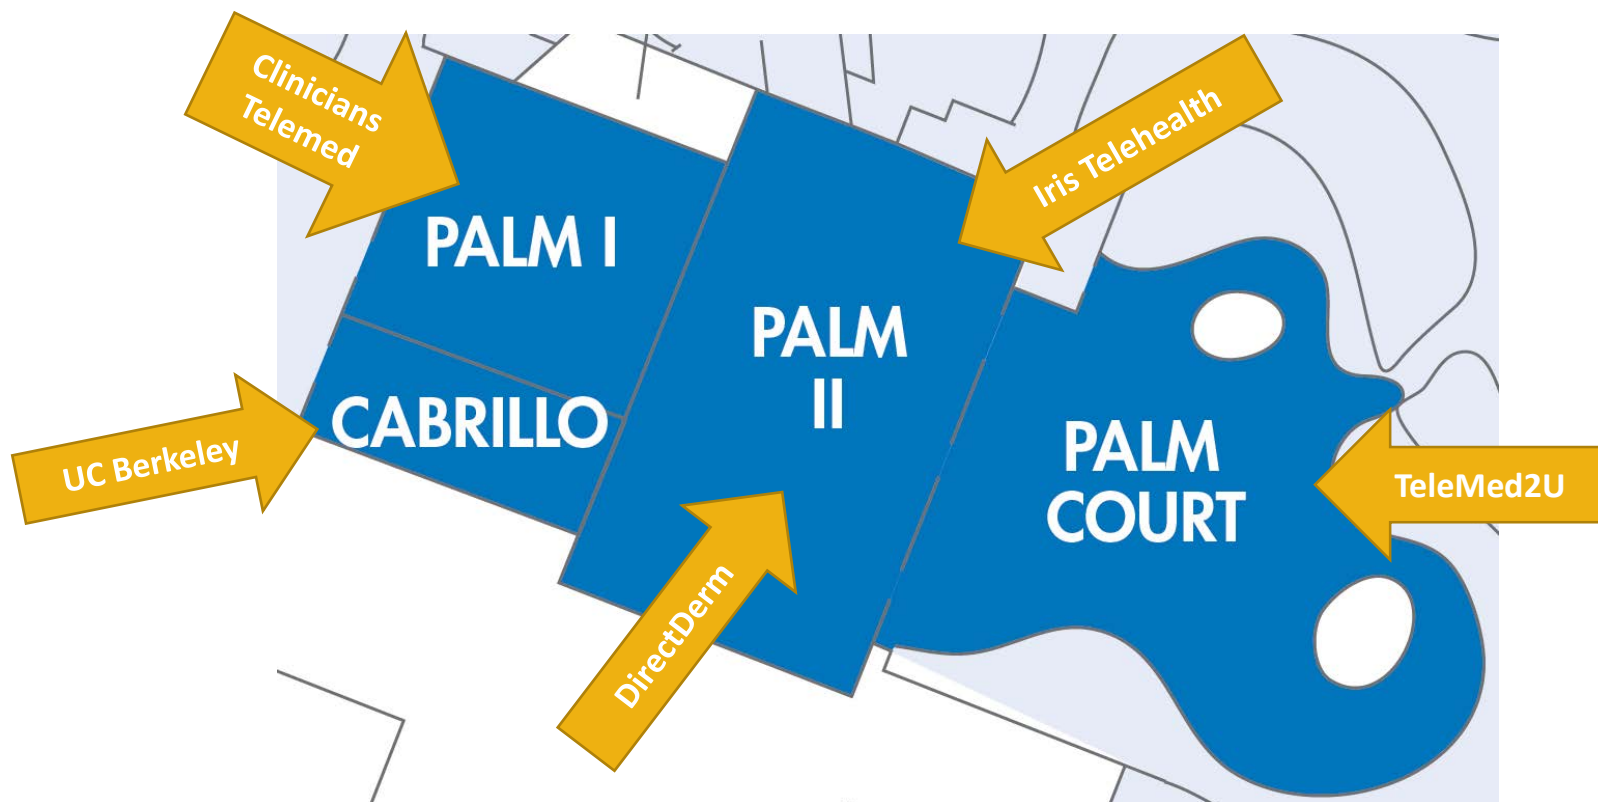 Clinicians
Telemed
Iris Telehealth
PALM I
PALM
II
CABRILLO
UC Berkeley
PALM
COURT
TeleMed2U
DirectDerm